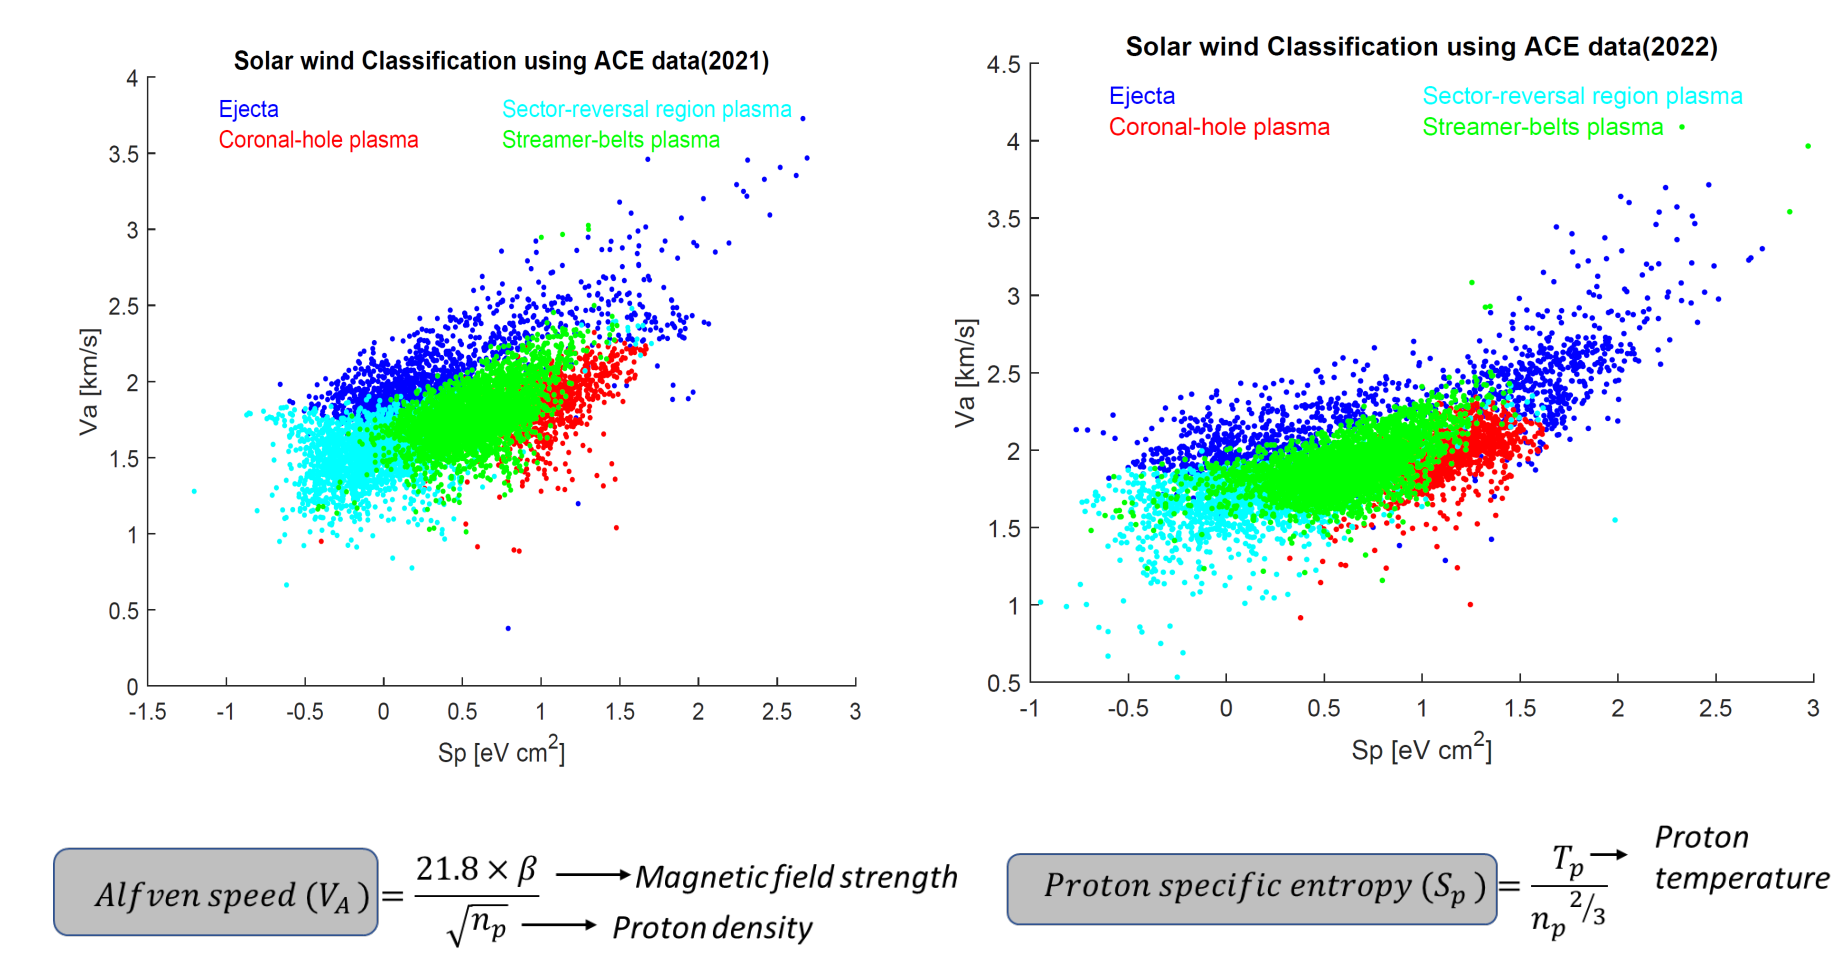 Solar wind Classification using ACE data(2021)
Ejecta
Sector-reversal region plasma
Coronal-hole plasma
Streamer-belts plasma
4
3.5
3
2.5
2
1.5
1
0.5
0
Va [km/s]
-1.5 -1 -0.5 0 0.5 1 1.5 2 2.5 3
Sp [eV cm²]
Solar wind Classification using ACE data(2022)
Ejecta
Sector-reversal region plasma
Coronal-hole plasma
Streamer-belts plasma
4.5
4
3.5
3
2.5
2
1.5
1
0.5
Va [km/s]
-1 -0.5 0 0.5 1 1.5 2 2.5 3
Sp [eV cm²]
Alfven speed (V_A) = 21.8 × β / √n_p
Magnetic field strength
Proton density
Proton specific entropy (S_p) = T_p / n_p^2/3
Proton
temperature